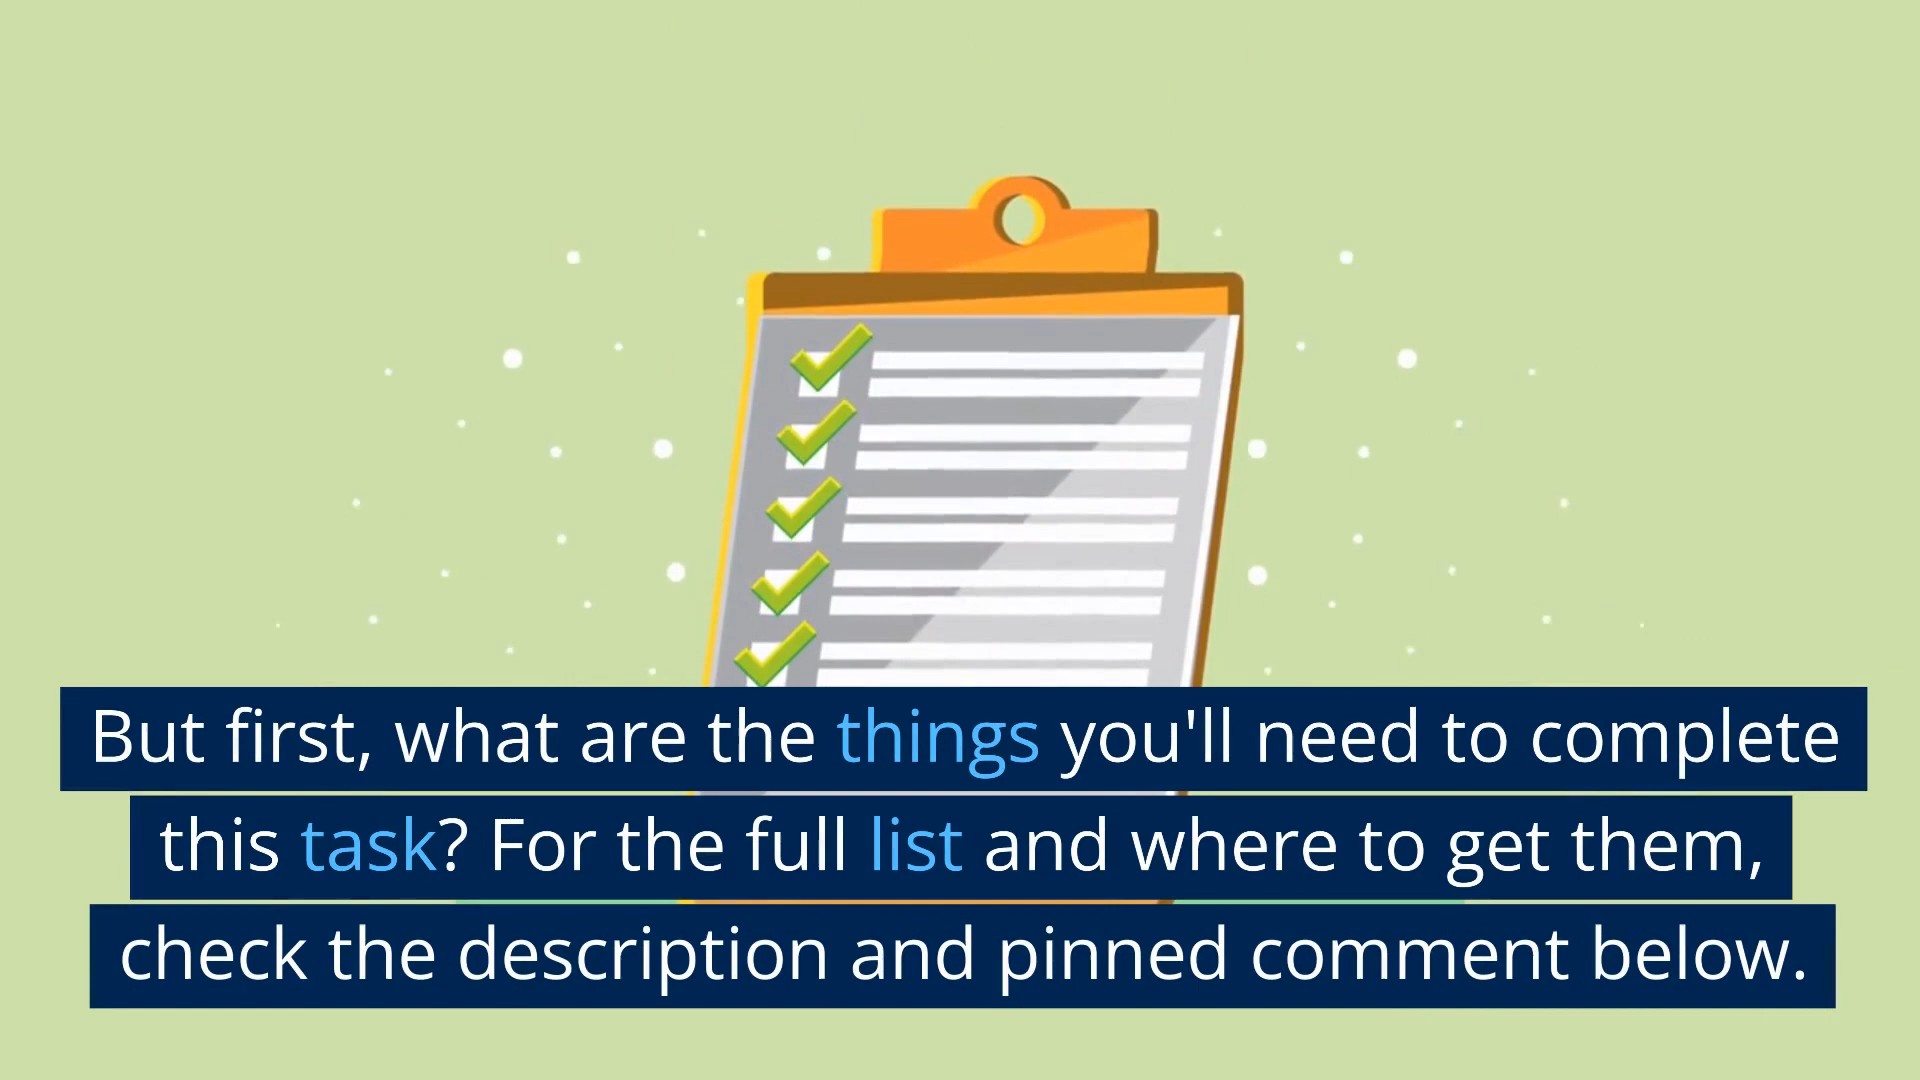 But first, what are the things you'll need to complete
this task? For the full list and where to get them,
check the description and pinned comment below.